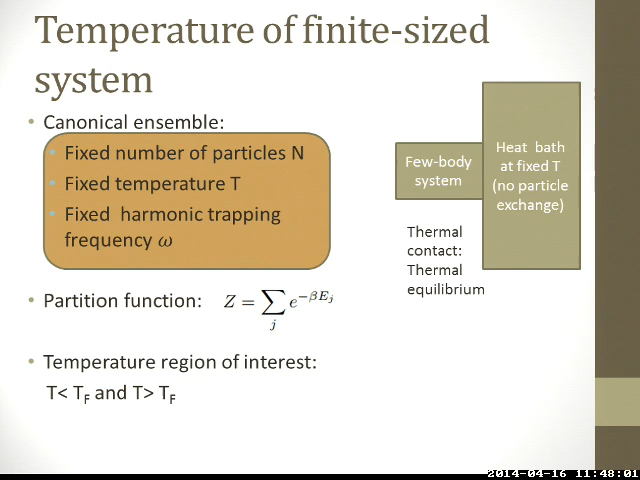 Temperature of finite-sized
system
• Canonical ensemble:
• Fixed number of particles N
• Fixed temperature T
• Fixed harmonic trapping
frequency ω
Few-body
system
Heat bath
at fixed T
(no particle
exchange)
Thermal
contact:
Thermal
equilibrium
• Partition function: Z = ∑_j e^{-βE_j}
• Temperature region of interest:
T< T_F and T> T_F
2014-04-16 11:48:01